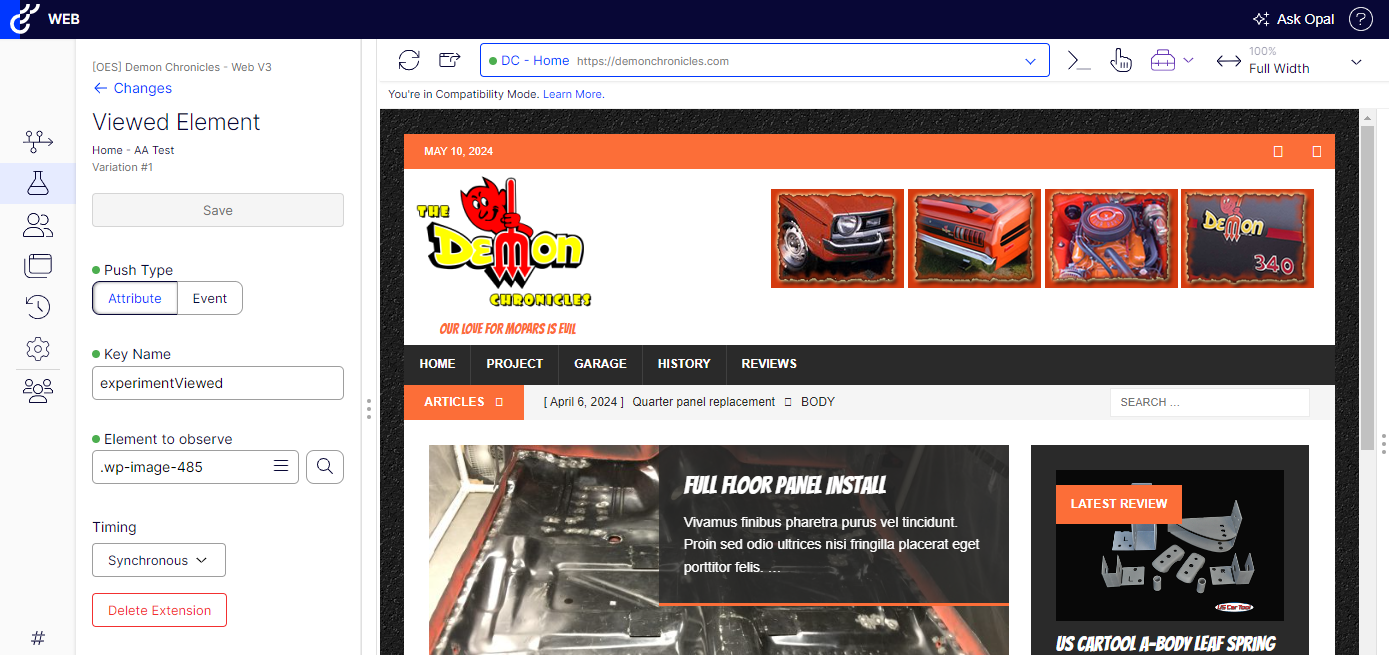 WEB
Ask Opal
?
[OES] Demon Chronicles - Web V3
← Changes
Viewed Element
Home - AA Test
Variation #1
Save
Push Type
Attribute
Event
Key Name
experimentViewed
Element to observe
.wp-image-485
Timing
Synchronous
Delete Extension
#
DC - Home https://demonchronicles.com
100%
Full Width
You're in Compatibility Mode. Learn More.
MAY 10, 2024
THE
DEMON
CHRONICLES
OUR LOVE FOR MOPARS IS EVIL
DEMON
340
HOME
PROJECT
GARAGE
HISTORY
REVIEWS
ARTICLES
[ April 6, 2024 ] Quarter panel replacement
BODY
SEARCH …
FULL FLOOR PANEL INSTALL
Vivamus finibus pharetra purus vel tincidunt.
Proin sed odio ultrices nisi fringilla placerat eget
porttitor felis. …
LATEST REVIEW
L
R
L
R
US Car Tool
US CARTOOL A-BODY LEAF SPRING